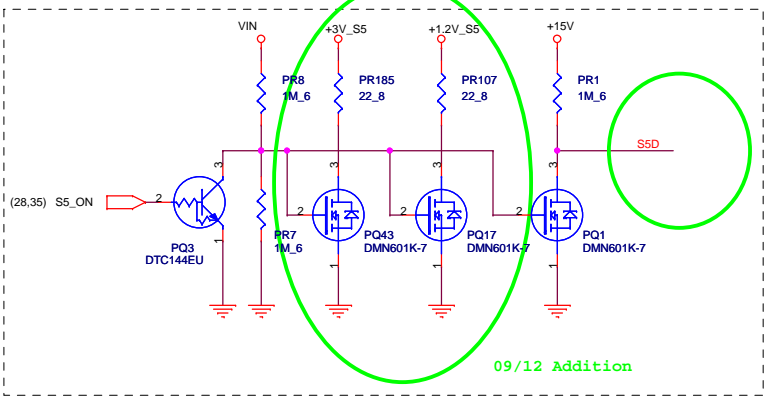 VIN
+3V_S5
+1.2V_S5
+15V
PR8
1M_6
PR185
22_8
PR107
22_8
PR1
1M_6
S5D
3
3
3
3
(28,35) S5_ON
2
2
2
2
PQ3
DTC144EU
1
PR7
1M_6
PQ43
DMN601K-7
1
PQ17
DMN601K-7
1
PQ1
DMN601K-7
1
09/12 Addition